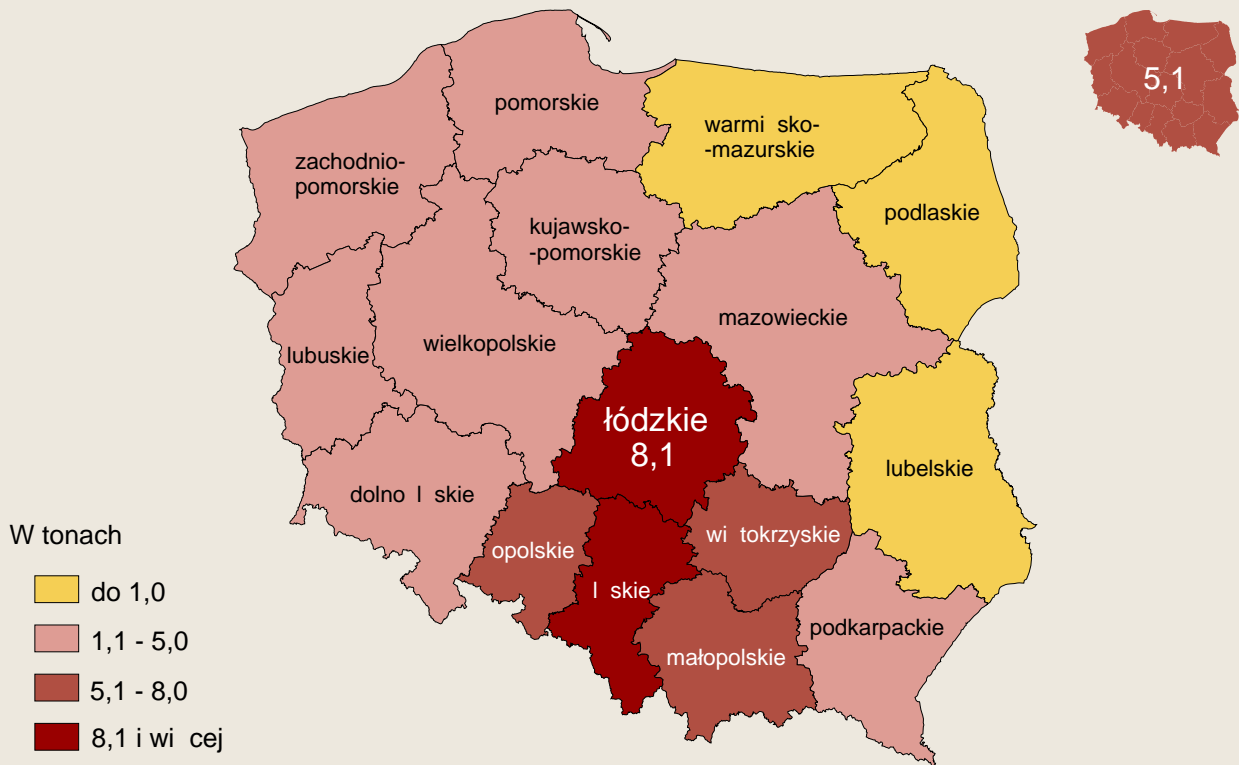 5,1
pomorskie
warmi sko-
-mazurskie
zachodnio-
pomorskie
podlaskie
kujawsko-
-pomorskie
mazowieckie
lubuskie
wielkopolskie
łódzkie
8,1
lubelskie
dolno l skie
wi tokrzyskie
opolskie
l skie
podkarpackie
małopolskie
W tonach
do 1,0
1,1 - 5,0
5,1 - 8,0
8,1 i wi cej